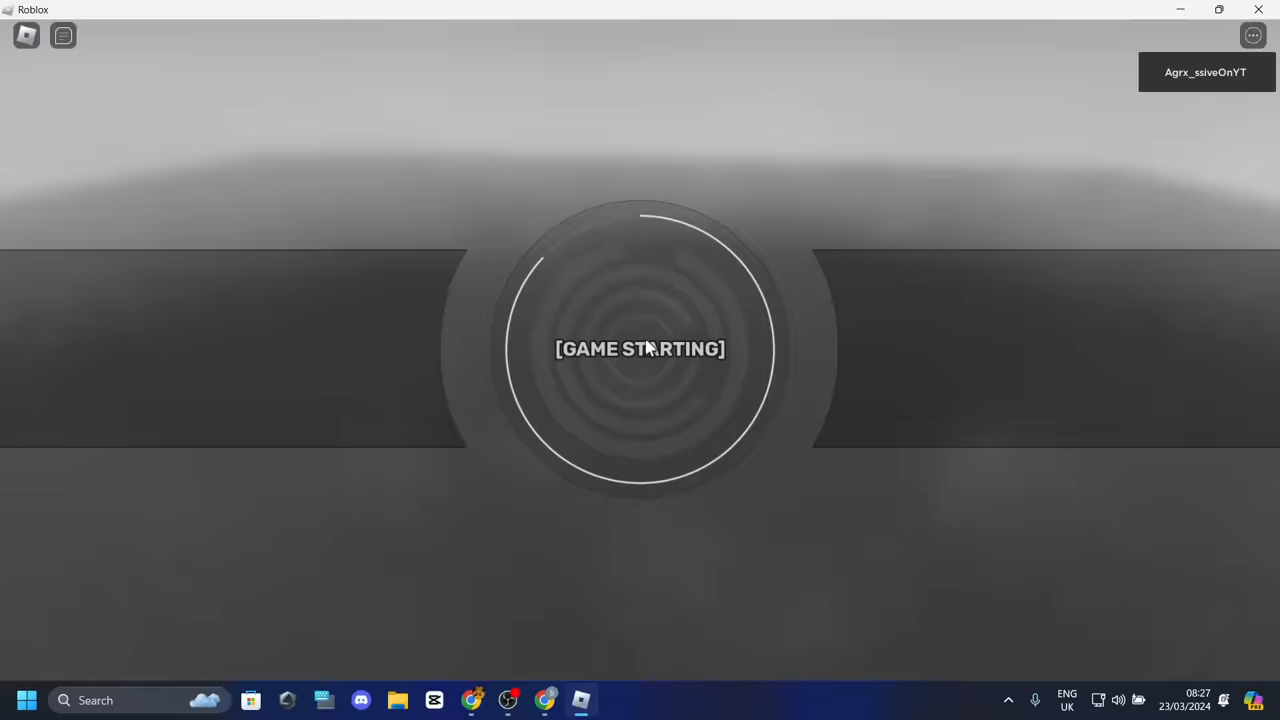 Roblox
Agrx_ssiveOnYT
[GAME STARTING]
Search
ENG
UK
08:27
23/03/2024